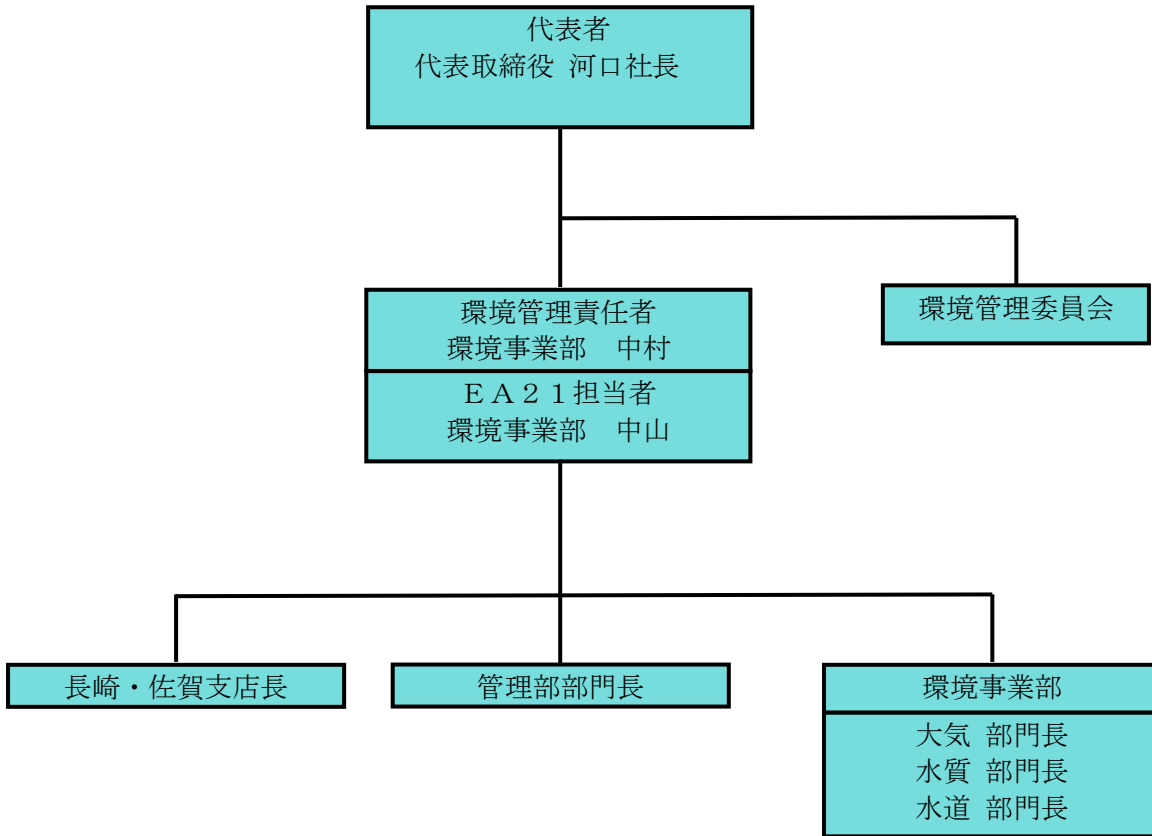 代表者
代表取締役 河口社長
環境管理責任者
環境事業部　中村
環境管理委員会
ＥＡ２１担当者
環境事業部　中山
長崎・佐賀支店長
管理部部門長
環境事業部
大気 部門長
水質 部門長
水道 部門長